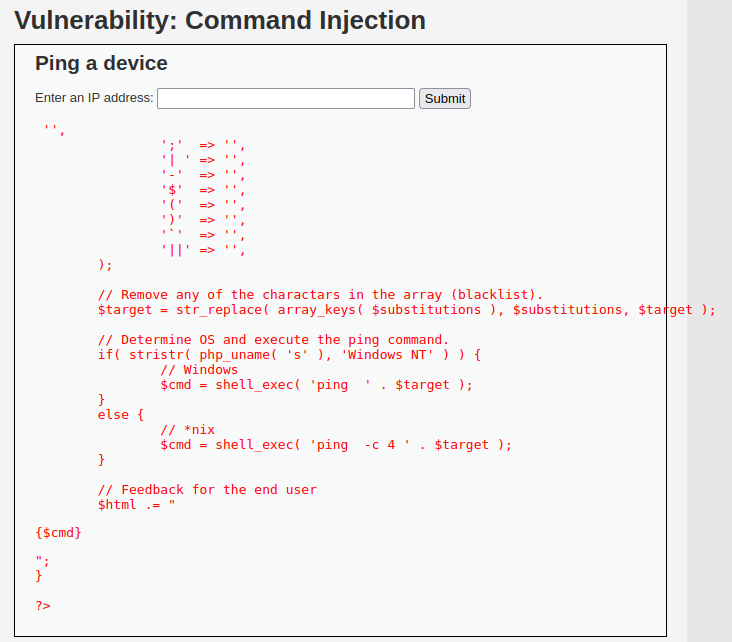 Vulnerability: Command Injection
Ping a device
Enter an IP address: Submit
'',
';'  => '',
'| ' => '',
'-'  => '',
'$'  => '',
'('  => '',
')'  => '',
'`'  => '',
'||' => '',
);
// Remove any of the charactars in the array (blacklist).
$target = str_replace( array_keys( $substitutions ), $substitutions, $target );
// Determine OS and execute the ping command.
if( stristr( php_uname( 's' ), 'Windows NT' ) ) {
// Windows
$cmd = shell_exec( 'ping  ' . $target );
}
else {
// *nix
$cmd = shell_exec( 'ping  -c 4 ' . $target );
}
// Feedback for the end user
$html .= "
{$cmd}
";
}
?>